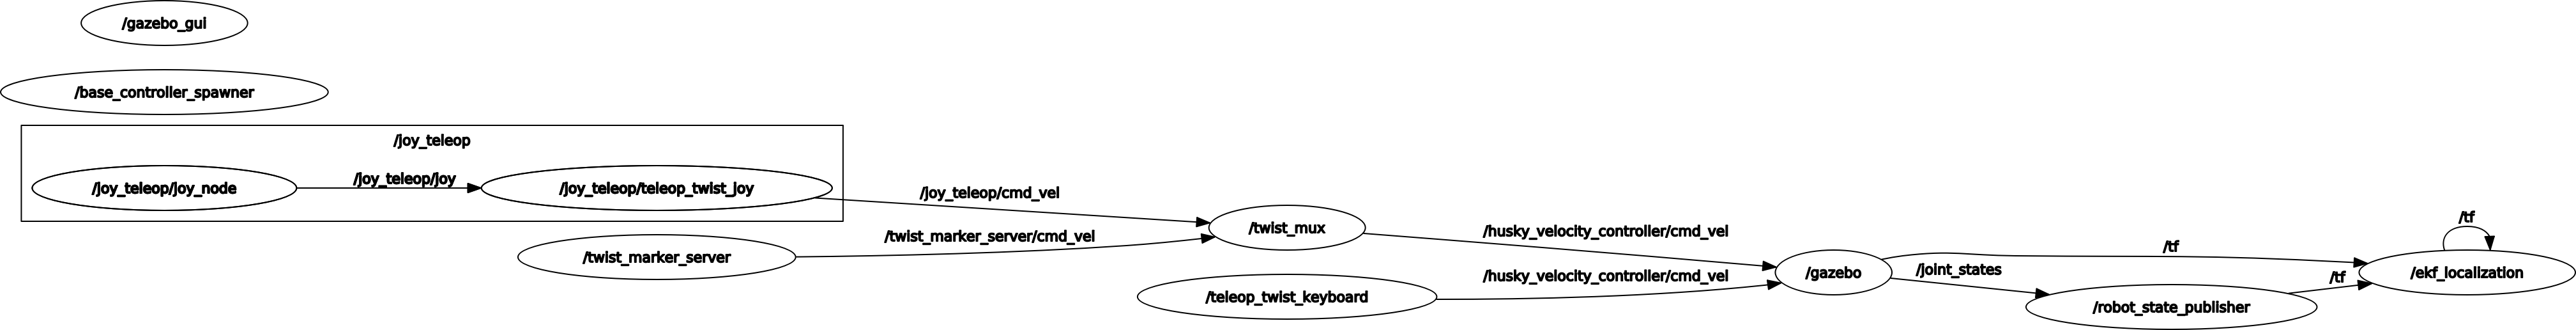 /gazebo_gui
/base_controller_spawner
/joy_teleop
/joy_teleop/joy_node
/joy_teleop/joy
/joy_teleop/teleop_twist_joy
/joy_teleop/cmd_vel
/twist_marker_server
/twist_marker_server/cmd_vel
/twist_mux
/husky_velocity_controller/cmd_vel
/teleop_twist_keyboard
/husky_velocity_controller/cmd_vel
/gazebo
/tf
/joint_states
/robot_state_publisher
/tf
/tf
/ekf_localization